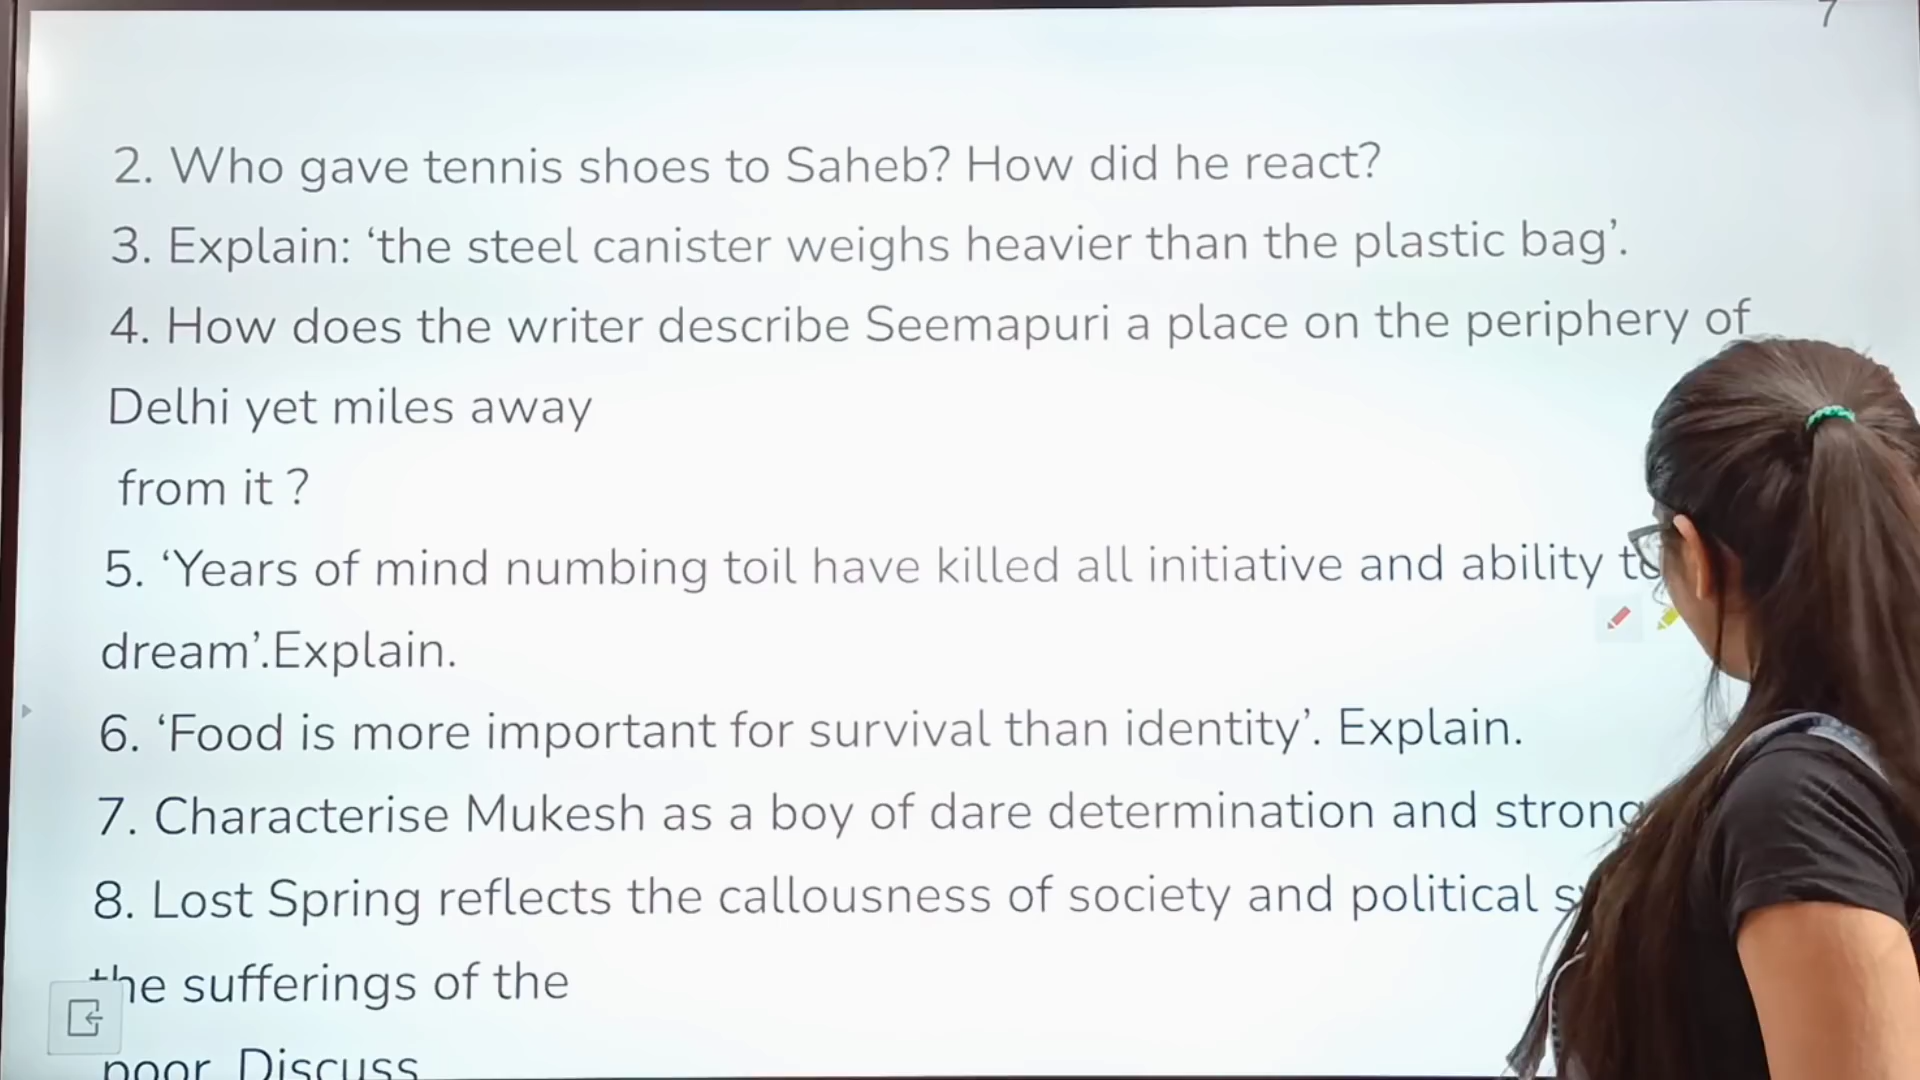 7
2. Who gave tennis shoes to Saheb? How did he react?
3. Explain: ‘the steel canister weighs heavier than the plastic bag’.
4. How does the writer describe Seemapuri a place on the periphery of
Delhi yet miles away
from it ?
5. ‘Years of mind numbing toil have killed all initiative and ability to
dream’.Explain.
6. ‘Food is more important for survival than identity’. Explain.
7. Characterise Mukesh as a boy of dare determination and strong
8. Lost Spring reflects the callousness of society and political
the sufferings of the
poor. Discuss